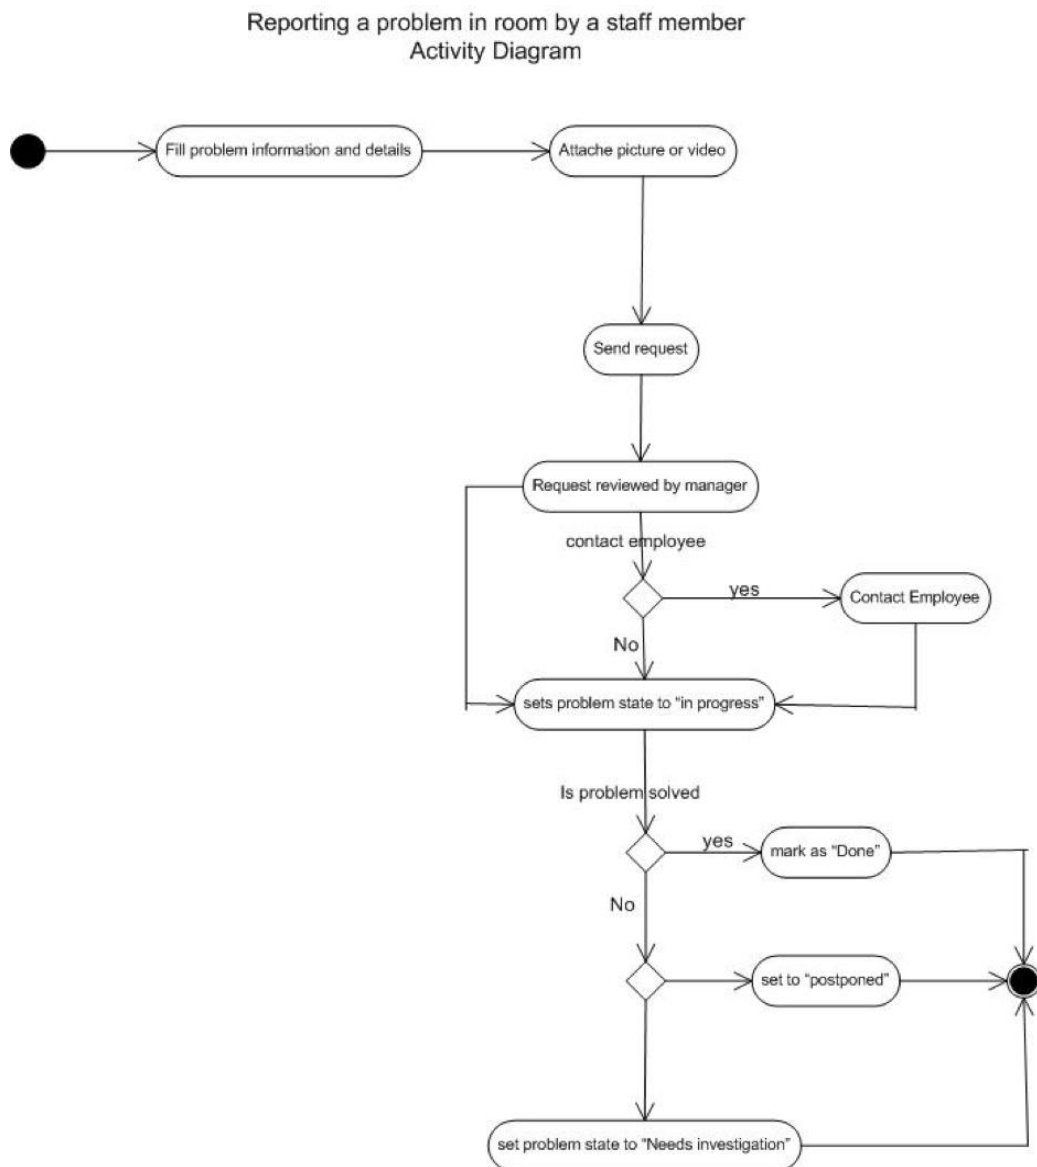 Reporting a problem in room by a staff member
Activity Diagram
Fill problem information and details
Attache picture or video
Send request
Request reviewed by manager
contact employee
yes
Contact Employee
No
sets problem state to “in progress”
Is problem solved
yes
mark as “Done”
No
set to “postponed”
set problem state to “Needs investigation”